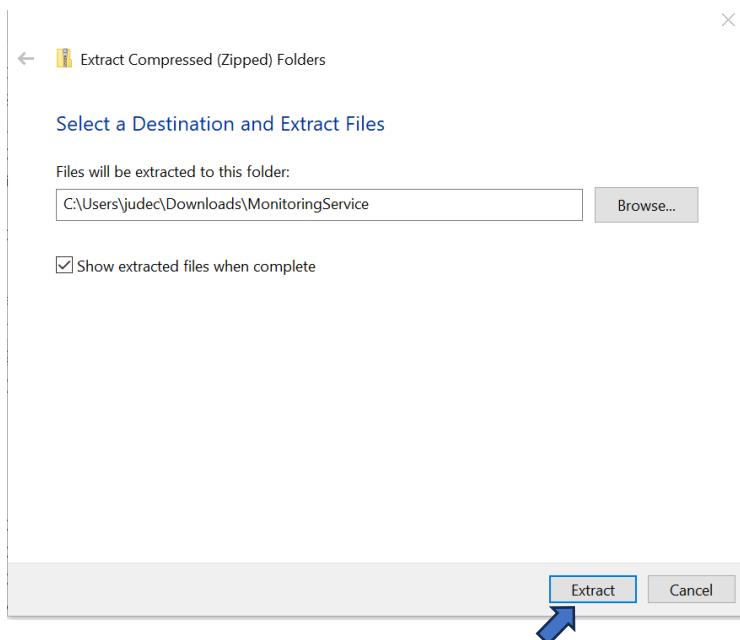 Extract Compressed (Zipped) Folders
Select a Destination and Extract Files
Files will be extracted to this folder:
C:\Users\judec\Downloads\MonitoringService
Browse...
Show extracted files when complete
Extract
Cancel